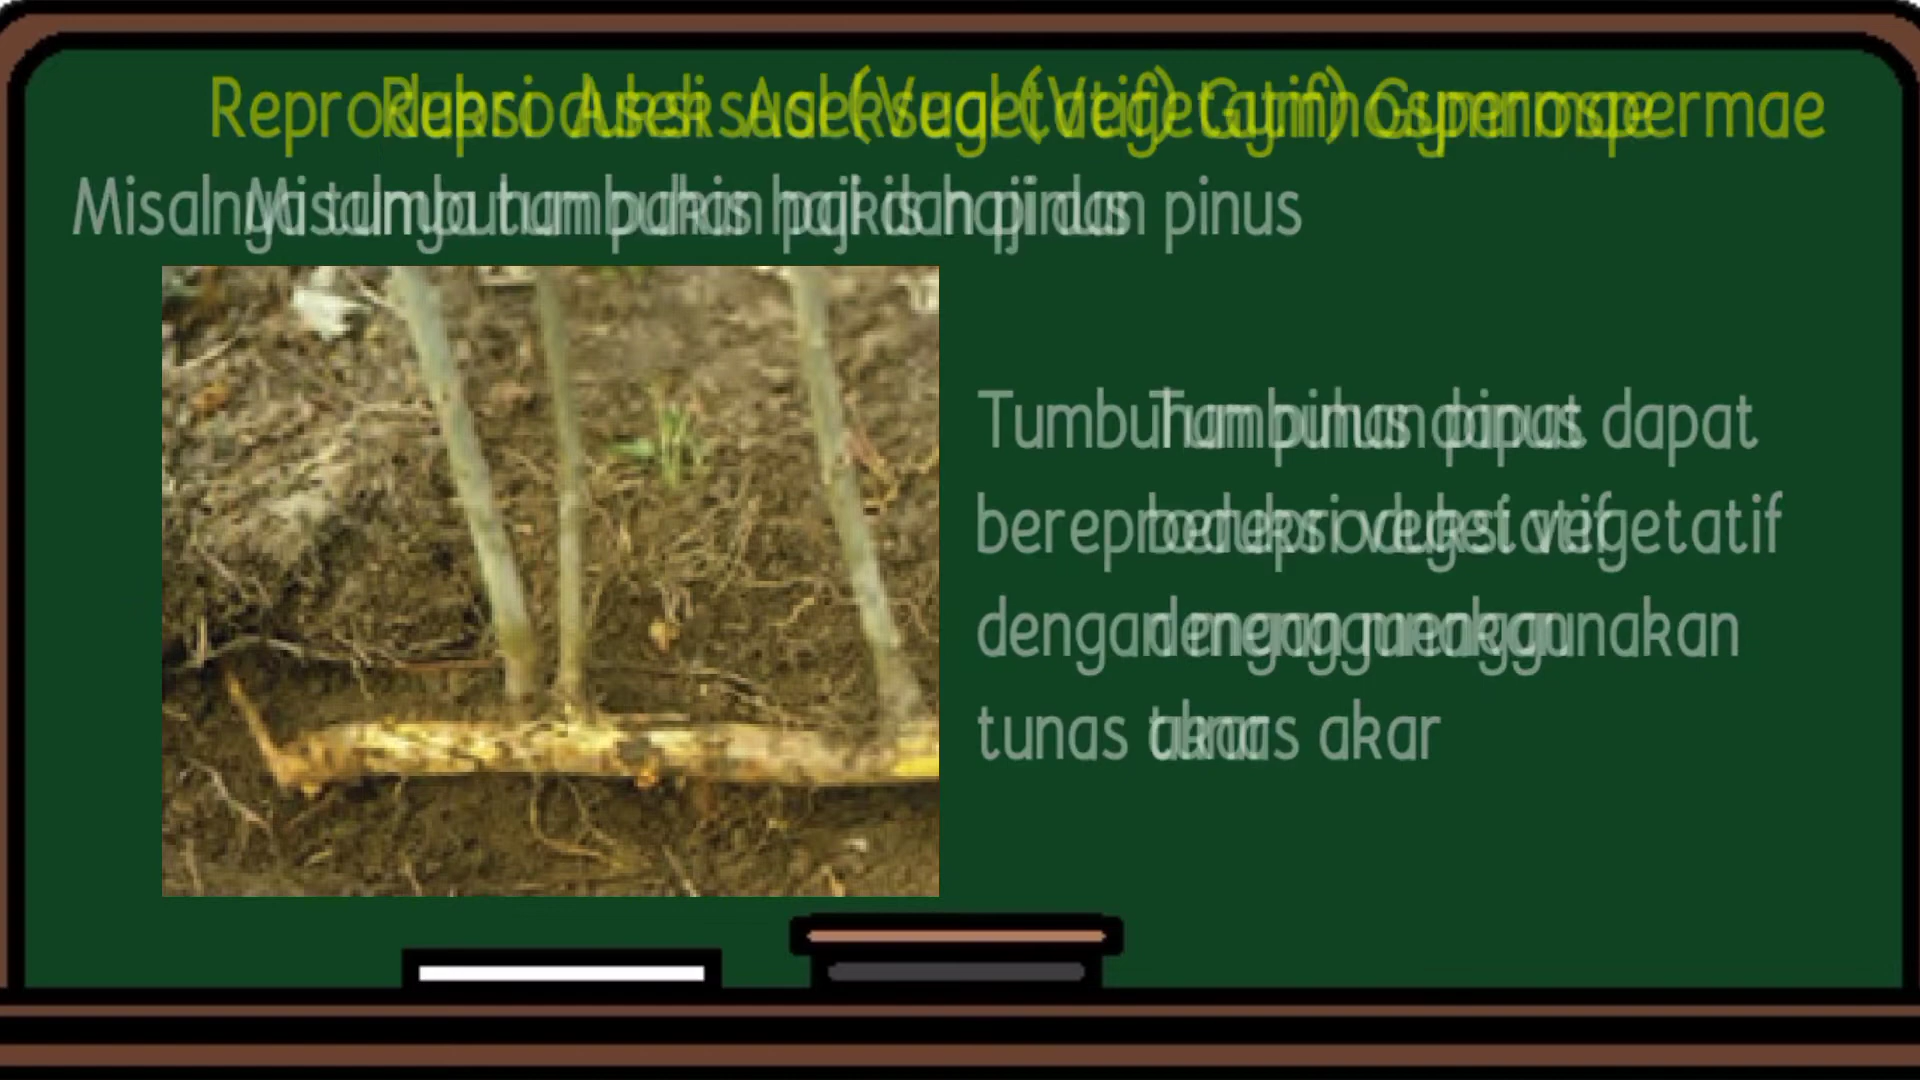 Reproduksi Aseksual (Vegetatif) Gymnospermae
Misalnya tumbuhan pakis haji dan pinus
Tumbuhan pinus dapat
bereproduksi vegetatif
dengan menggunakan
tunas akar